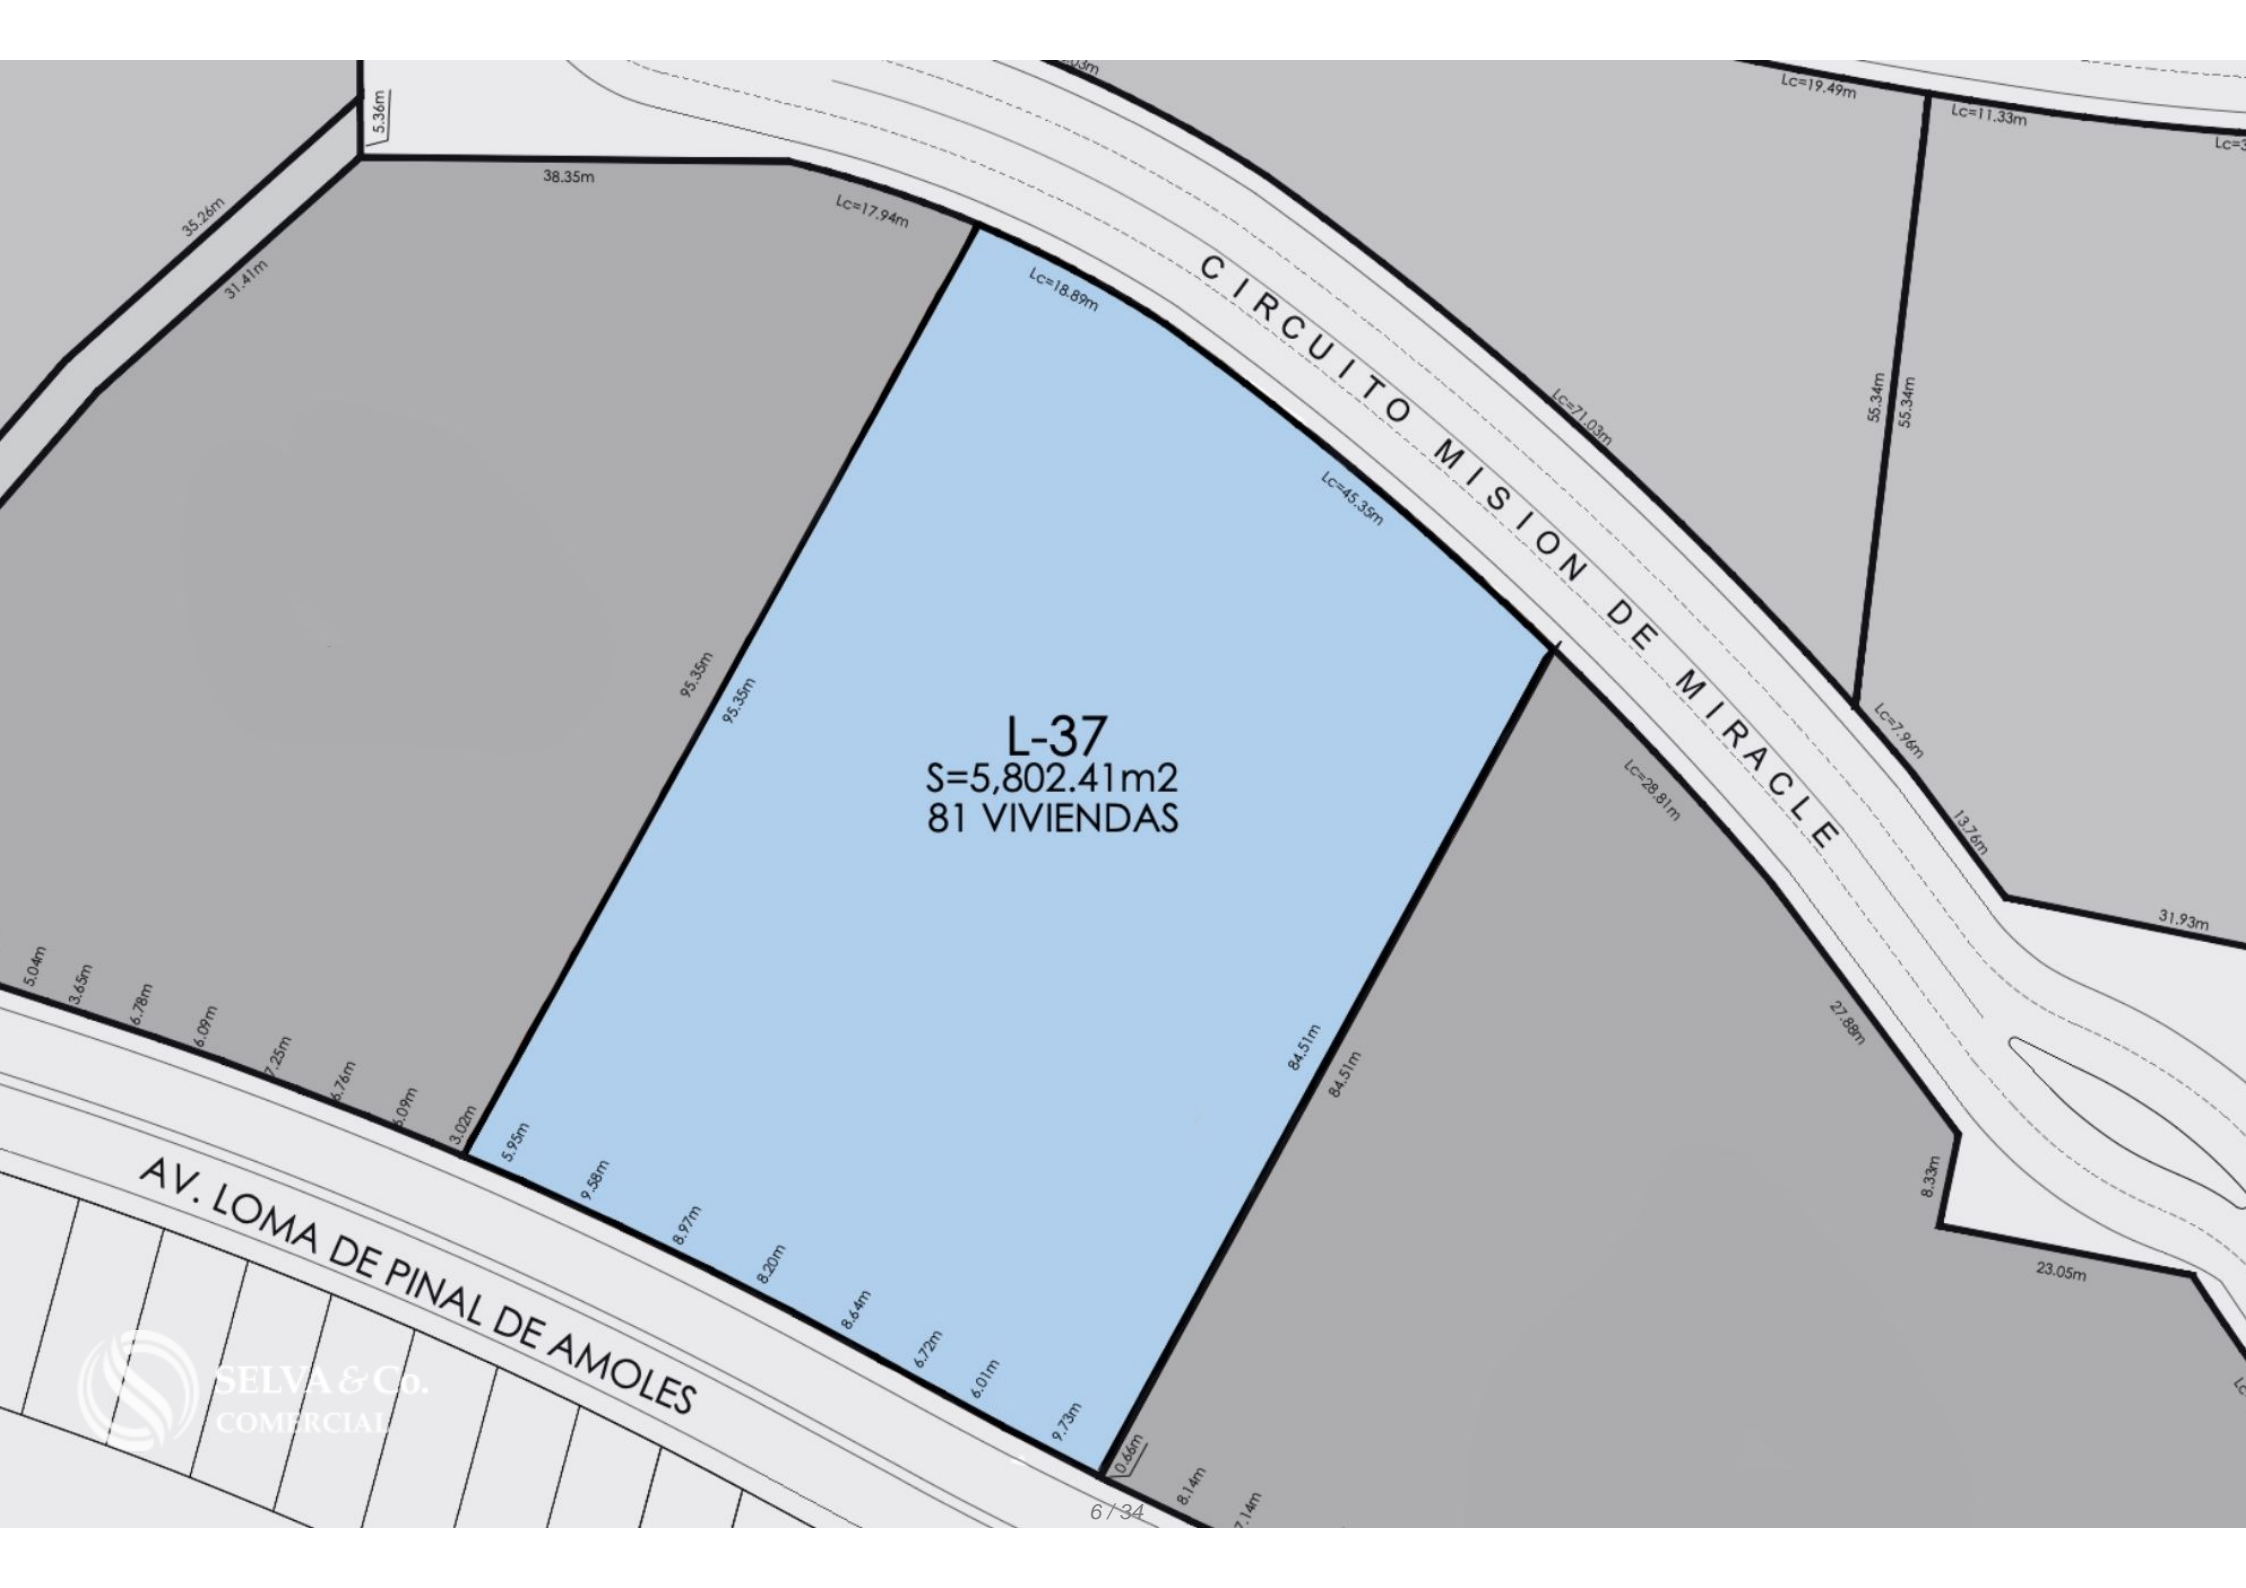 Lc=19.49m
Lc=11.33m
5.36m
38.35m
Lc=17.94m
35.26m
31.41m
Lc=18.89m
CIRCUITO MISION DE MIRACLE
Lc=71.03m
55.34m
55.34m
Lc=45.35m
95.35m
95.35m
L-37
S=5,802.41m2
81 VIVIENDAS
Lc=7.96m
Lc=28.81m
13.76m
31.93m
27.88m
84.51m
84.51m
8.33m
23.05m
5.04m
3.65m
6.78m
6.09m
7.25m
6.76m
6.09m
3.02m
5.95m
9.58m
8.97m
8.20m
8.64m
6.72m
6.01m
9.73m
0.66m
8.14m
7.14m
AV. LOMA DE PINAL DE AMOLES
SELVA & Co.
COMERCIAL
6 / 34